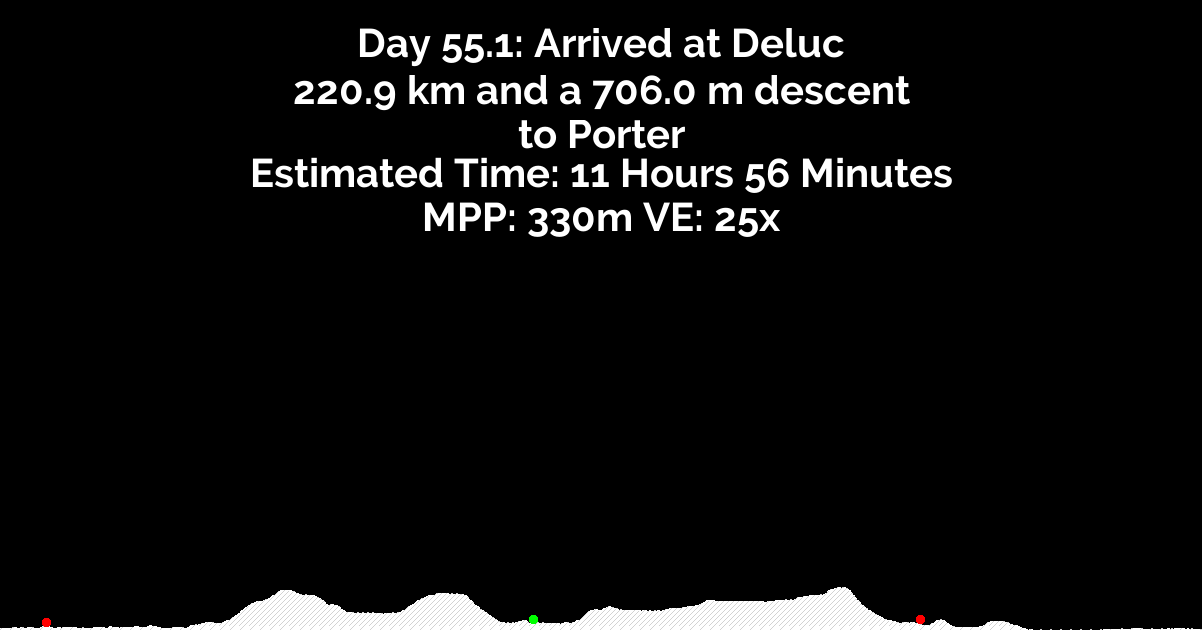 Day 55.1: Arrived at Deluc
220.9 km and a 706.0 m descent
to Porter
Estimated Time: 11 Hours 56 Minutes
MPP: 330m VE: 25x